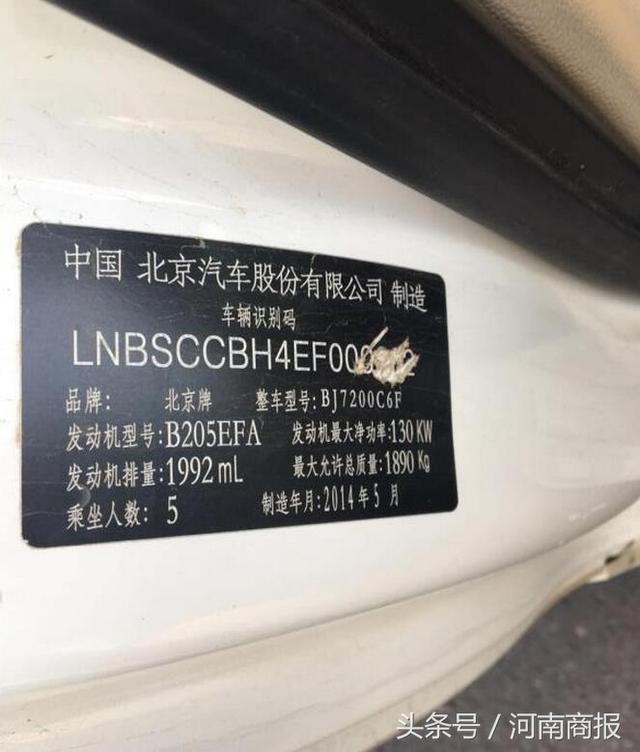 中国 北京汽车股份有限公司 制造
车辆识别码
LNBSCCBH4EF00
品牌: 北京牌 整车型号:BJ7200C6F
发动机型号:B205EFA 发动机最大净功率:130 KW
发动机排量:1992 mL 最大允许总质量:1890 Kg
乘坐人数: 5 制造年月:2014 年 5 月
头条号 / 河南商报